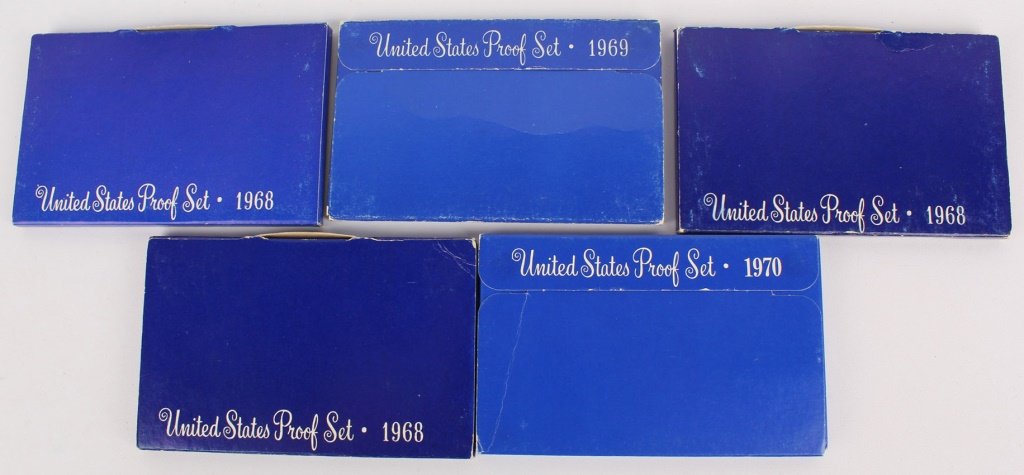 United States Proof Set · 1968
United States Proof Set · 1969
United States Proof Set · 1968
United States Proof Set · 1968
United States Proof Set · 1970